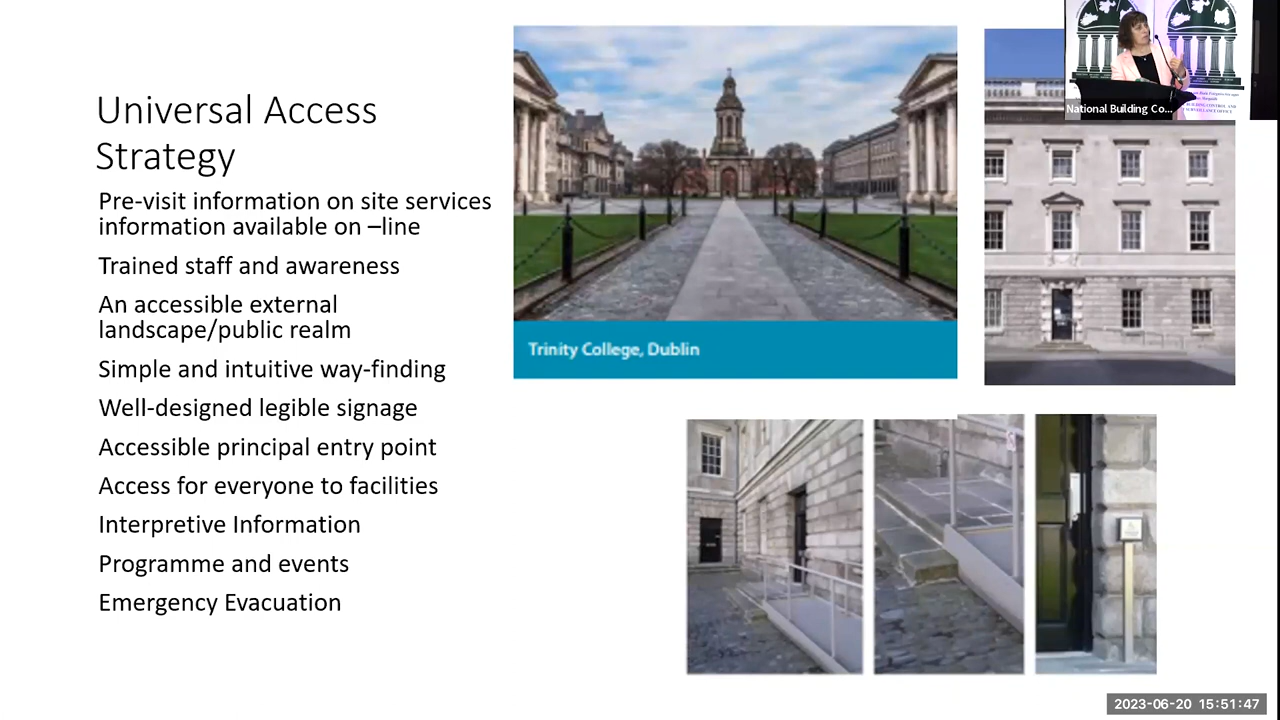 Universal Access
Strategy
Pre-visit information on site services
information available on –line
Trained staff and awareness
An accessible external
landscape/public realm
Simple and intuitive way-finding
Well-designed legible signage
Accessible principal entry point
Access for everyone to facilities
Interpretive Information
Programme and events
Emergency Evacuation
Trinity College, Dublin
National Building Co...
2023-06-20 15:51:47